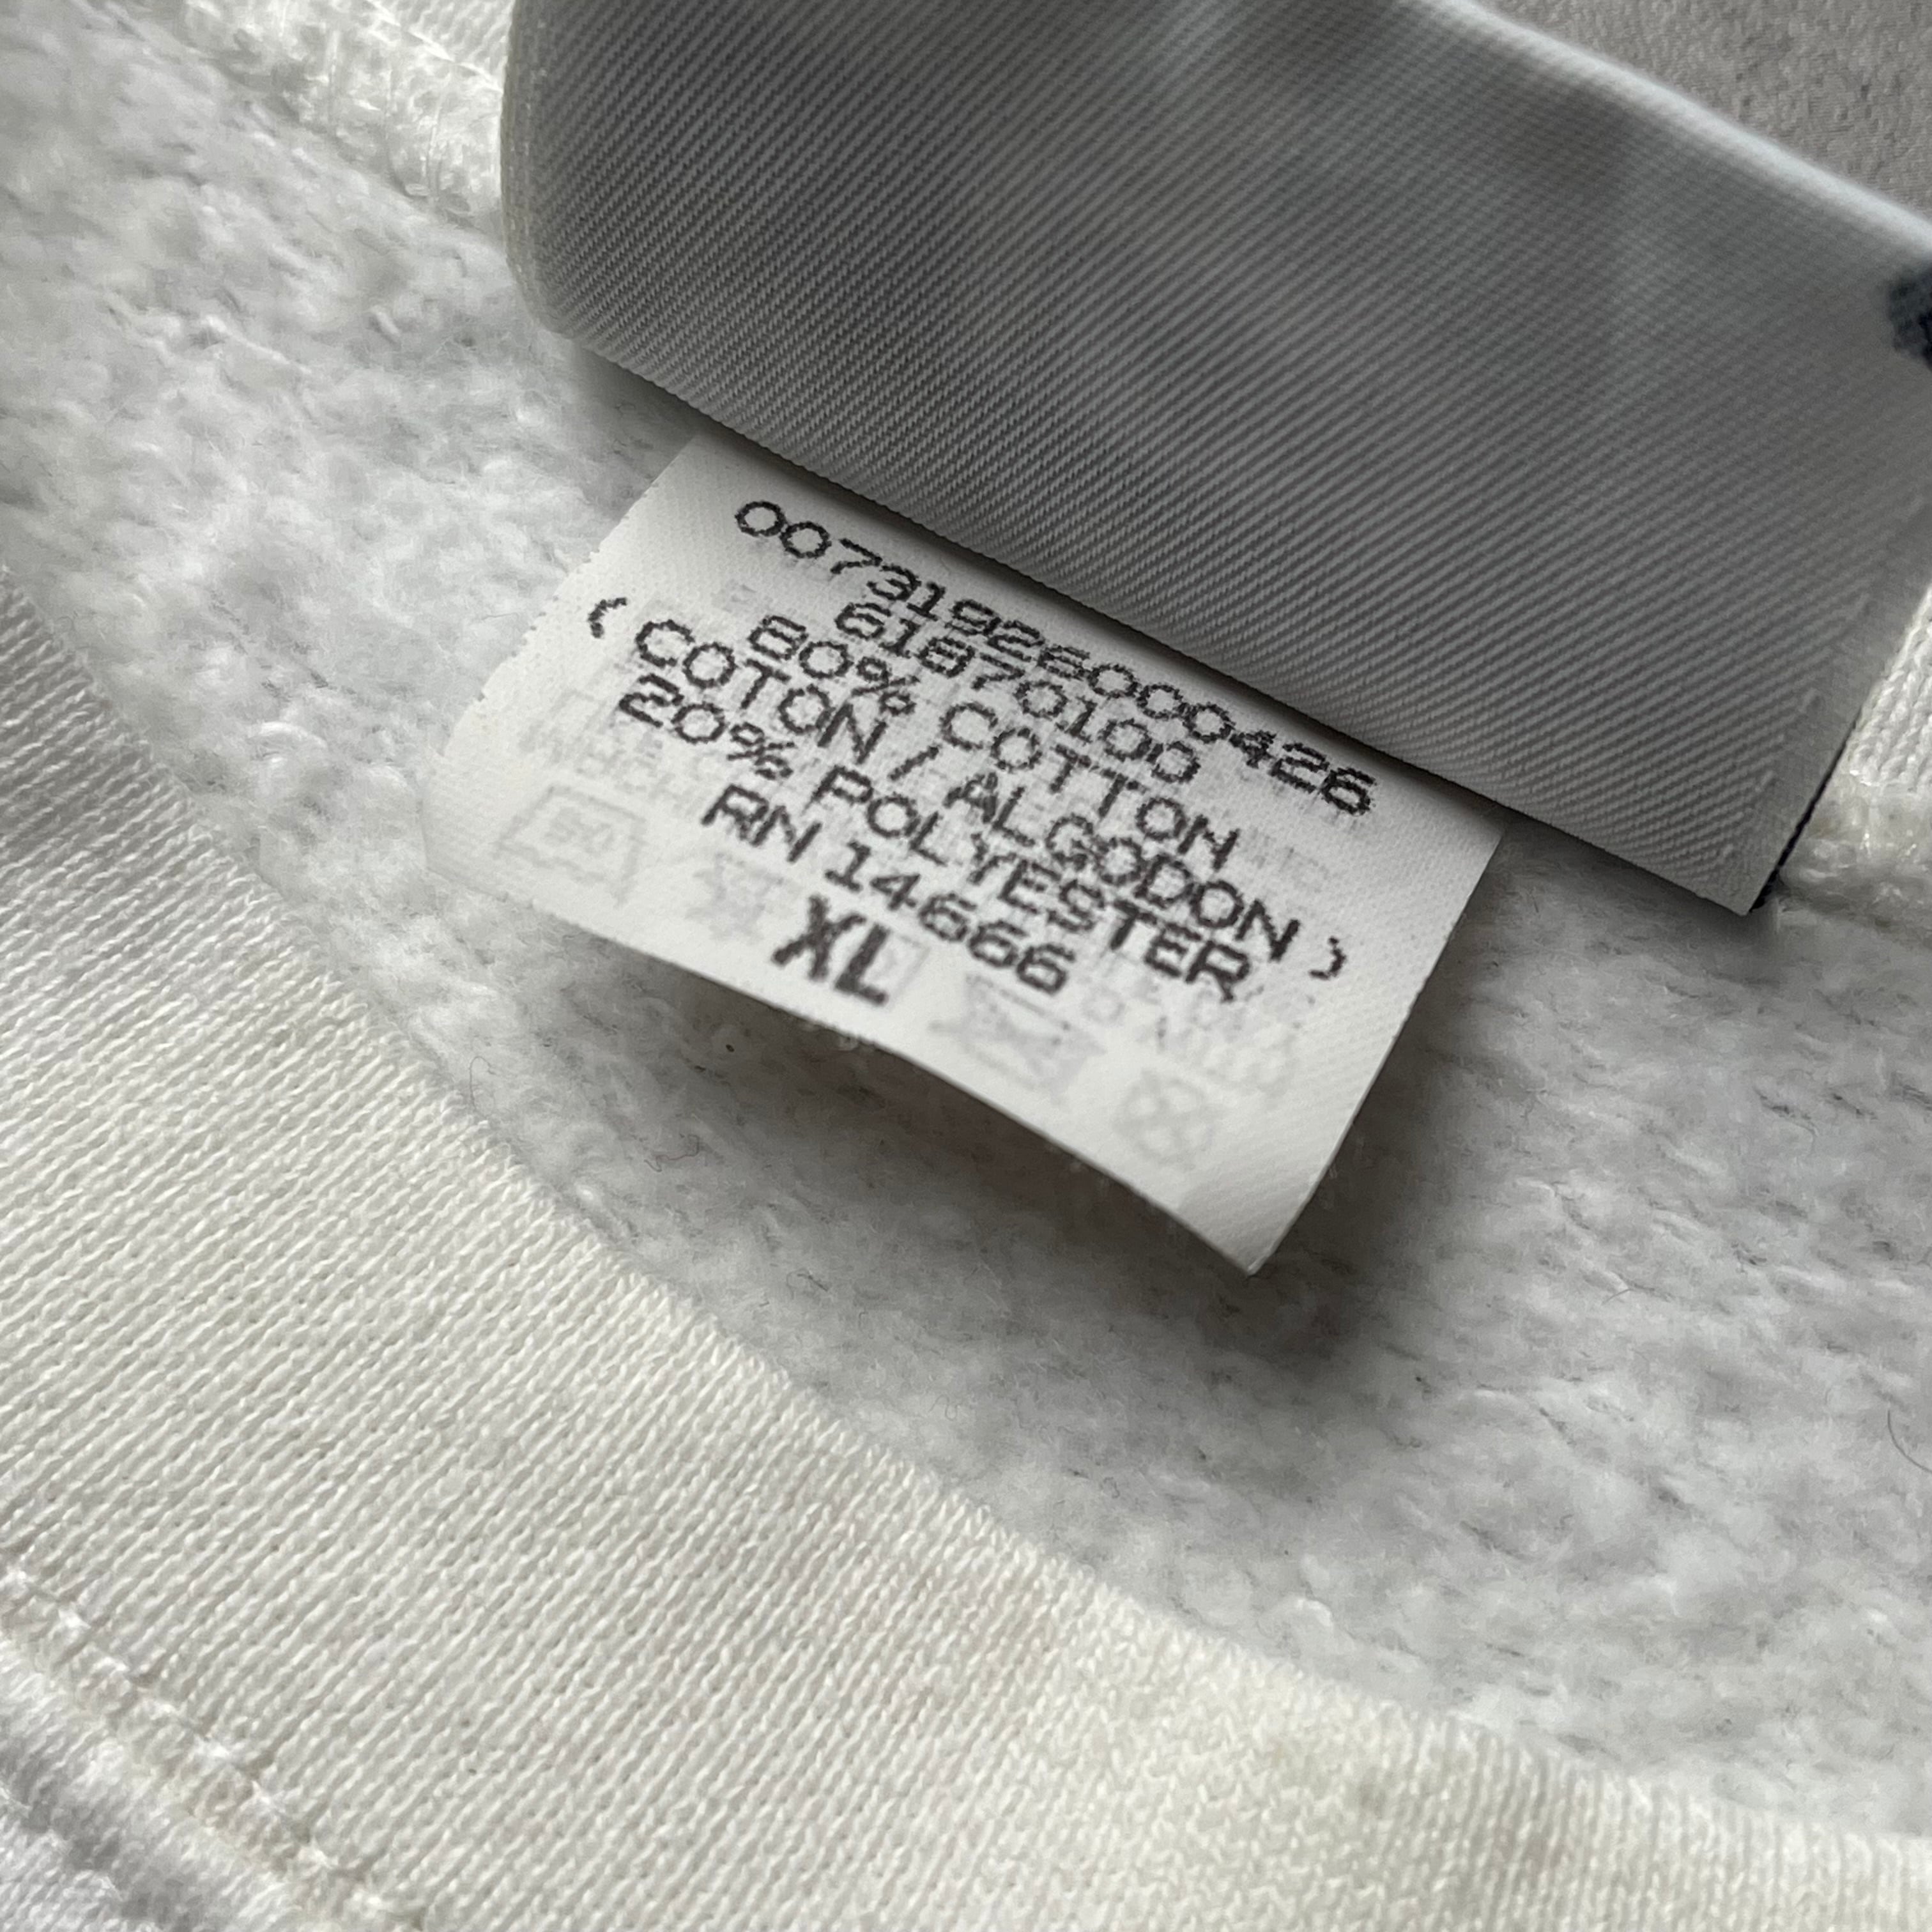 00731926000426
61870100
80% COTTON
( COTON / ALGODON )
20% POLYESTER
RN 14666
XL